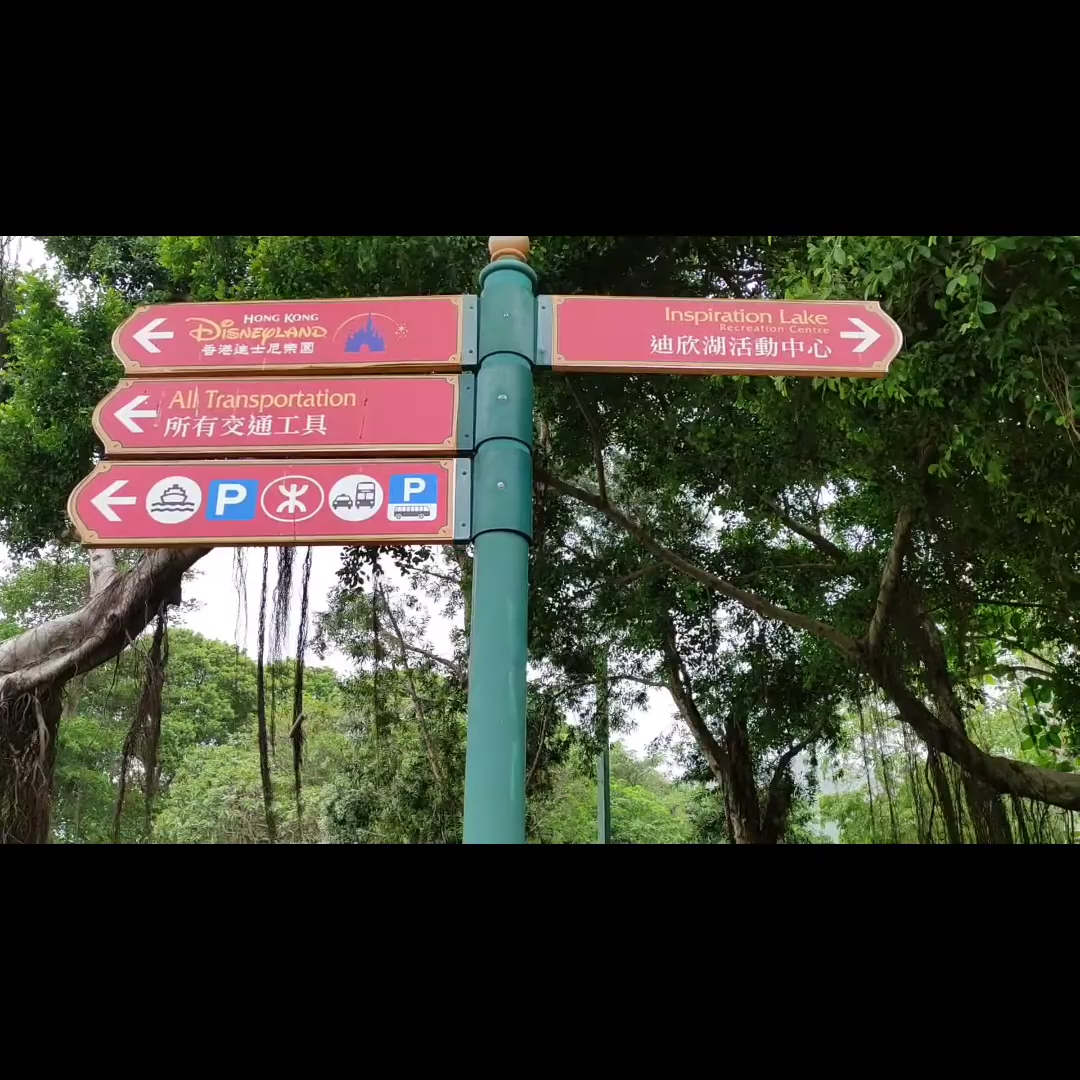 HONG KONG
DISNEYLAND
香港迪士尼樂園
Inspiration Lake
Recreation Centre
迪欣湖活動中心
All Transportation
所有交通工具
P
P